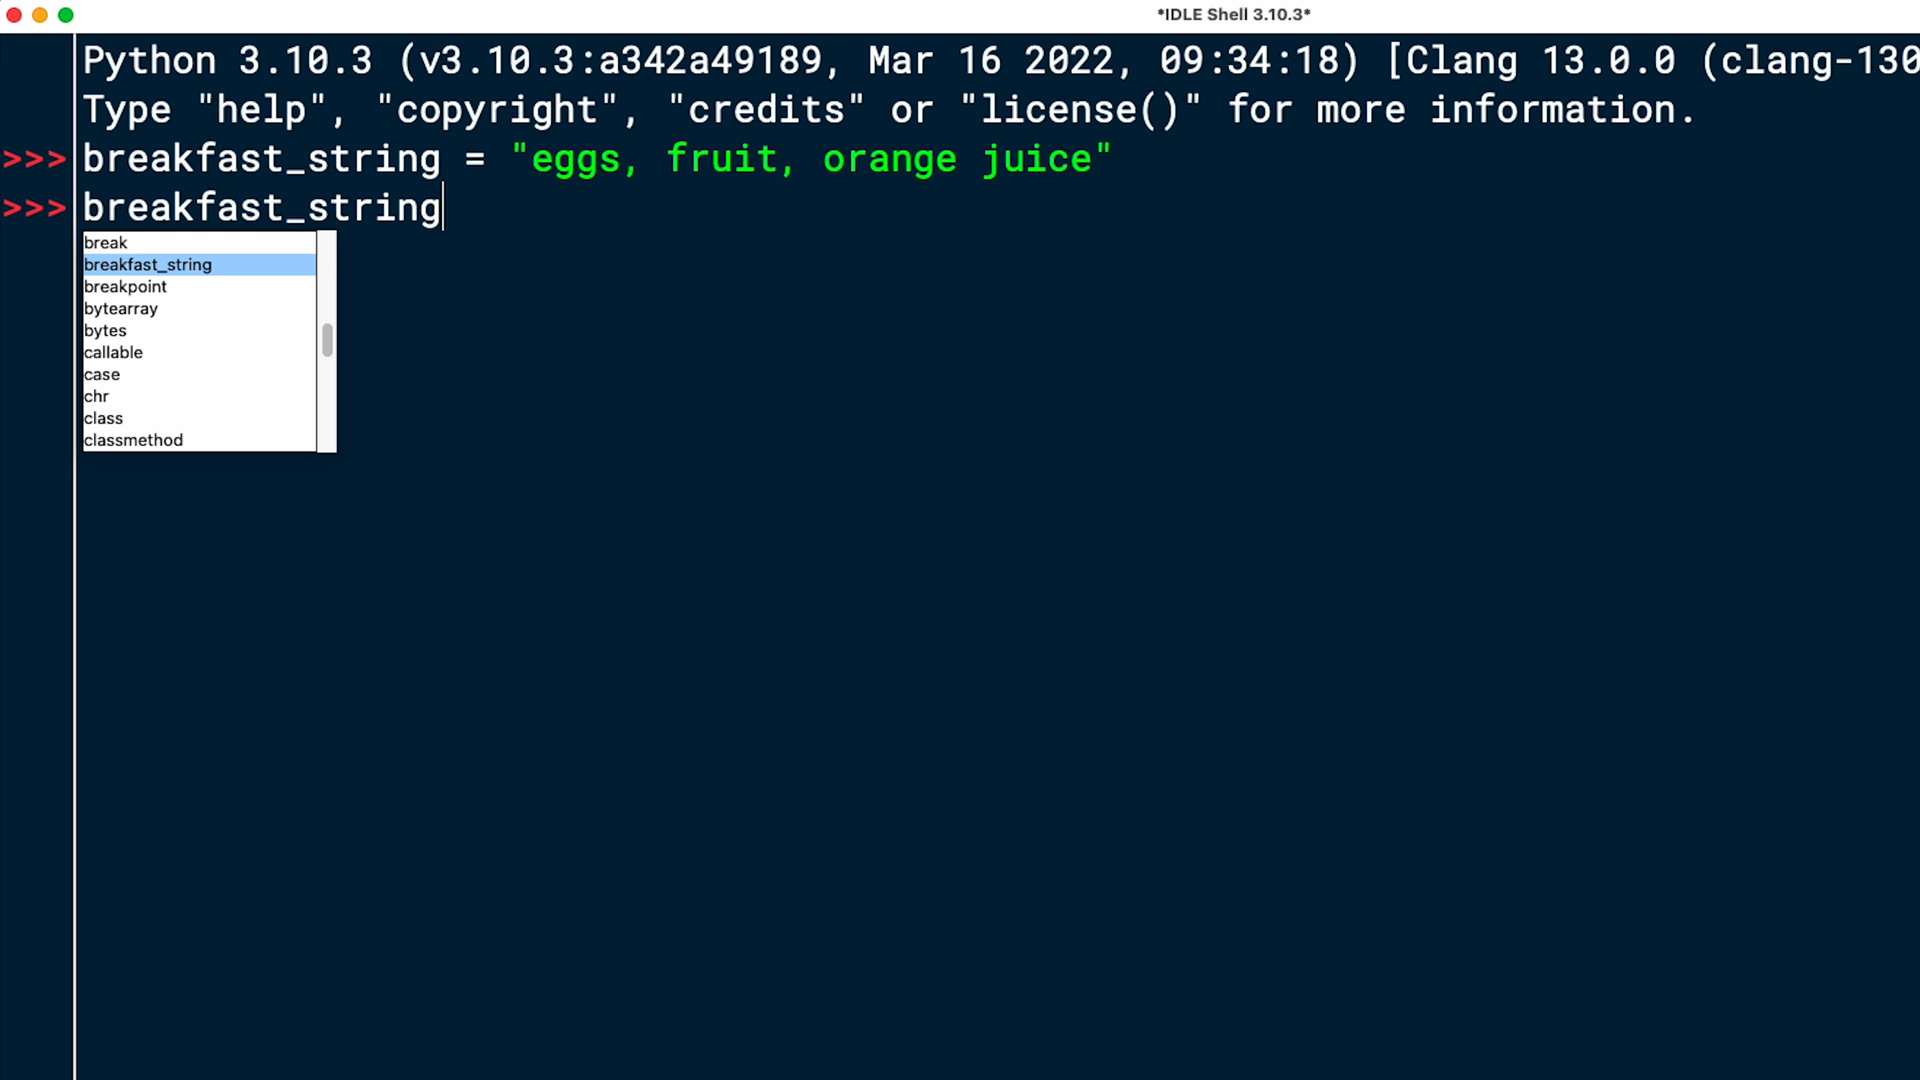 *IDLE Shell 3.10.3*
Python 3.10.3 (v3.10.3:a342a49189, Mar 16 2022, 09:34:18) [Clang 13.0.0 (clang-130
Type "help", "copyright", "credits" or "license()" for more information.
>>> breakfast_string = "eggs, fruit, orange juice"
>>> breakfast_string
break
breakfast_string
breakpoint
bytearray
bytes
callable
case
chr
class
classmethod